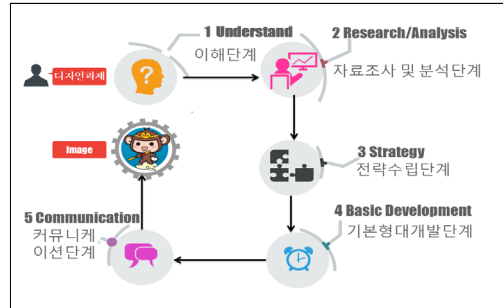 1 Understand
이해단계
2 Research/Analysis
자료조사 및 분석단계
디자인과제
Image
3 Strategy
전략수립단계
4 Basic Development
기본형대개발단계
5 Communication
커뮤니케
이션단계